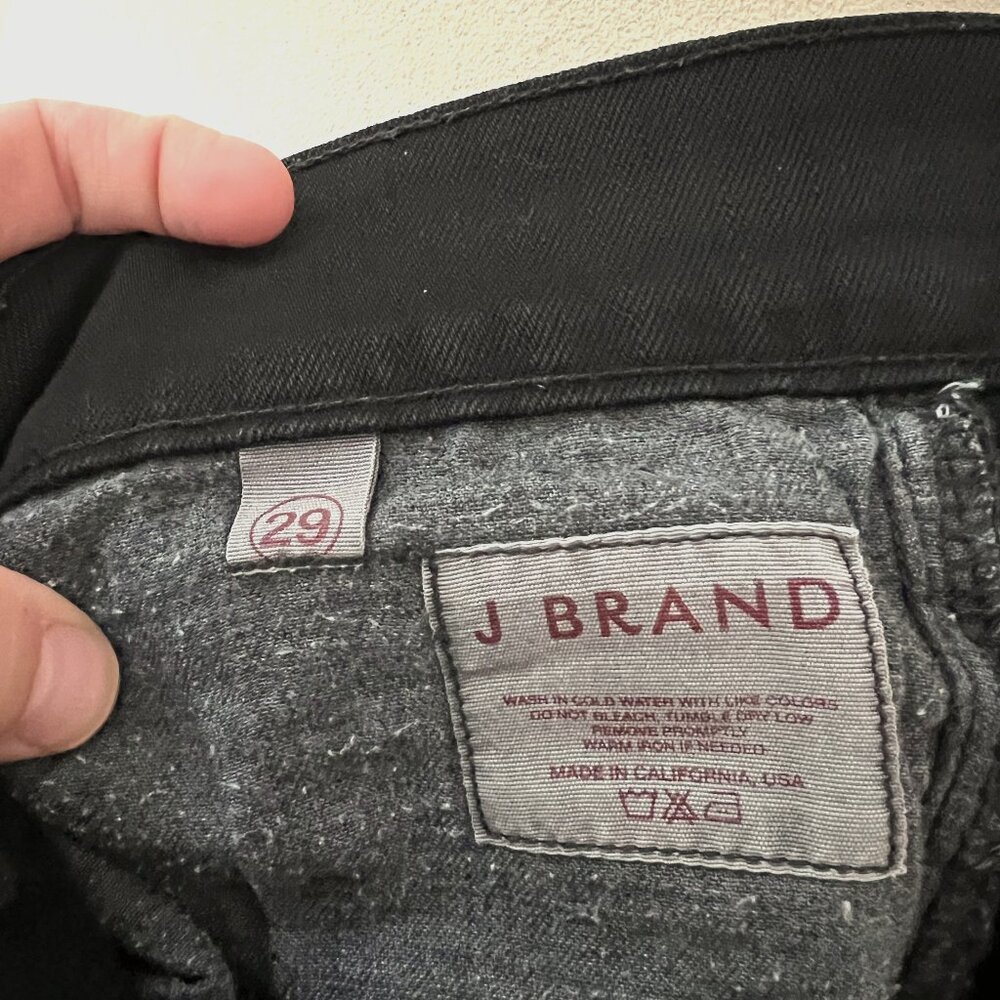 29
J BRAND
WASH IN COLD WATER WITH LIKE COLORS
DO NOT BLEACH, TUMBLE DRY LOW
REMOVE PROMPTLY
WARM IRON IF NEEDED
MADE IN CALIFORNIA, USA